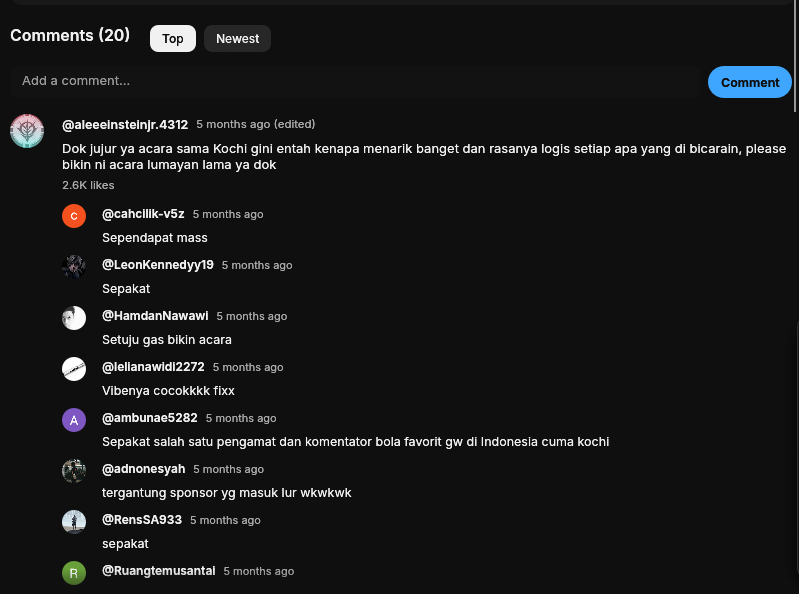 Comments (20)
Top
Newest
Add a comment...
Comment
@aleeeinsteinjr.4312 5 months ago (edited)
Dok jujur ya acara sama Kochi gini entah kenapa menarik banget dan rasanya logis setiap apa yang di bicarain, please
bikin ni acara lumayan lama ya dok
2.6K likes
C
@cahcilik-v5z 5 months ago
Sependapat mass
@LeonKennedyy19 5 months ago
Sepakat
@HamdanNawawi 5 months ago
Setuju gas bikin acara
@lelianawidi2272 5 months ago
Vibenya cocokkkk fixx
A
@ambunae5282 5 months ago
Sepakat salah satu pengamat dan komentator bola favorit gw di Indonesia cuma kochi
@adnonesyah 5 months ago
tergantung sponsor yg masuk lur wkwkwk
@RensSA933 5 months ago
sepakat
R
@Ruangtemusantai 5 months ago